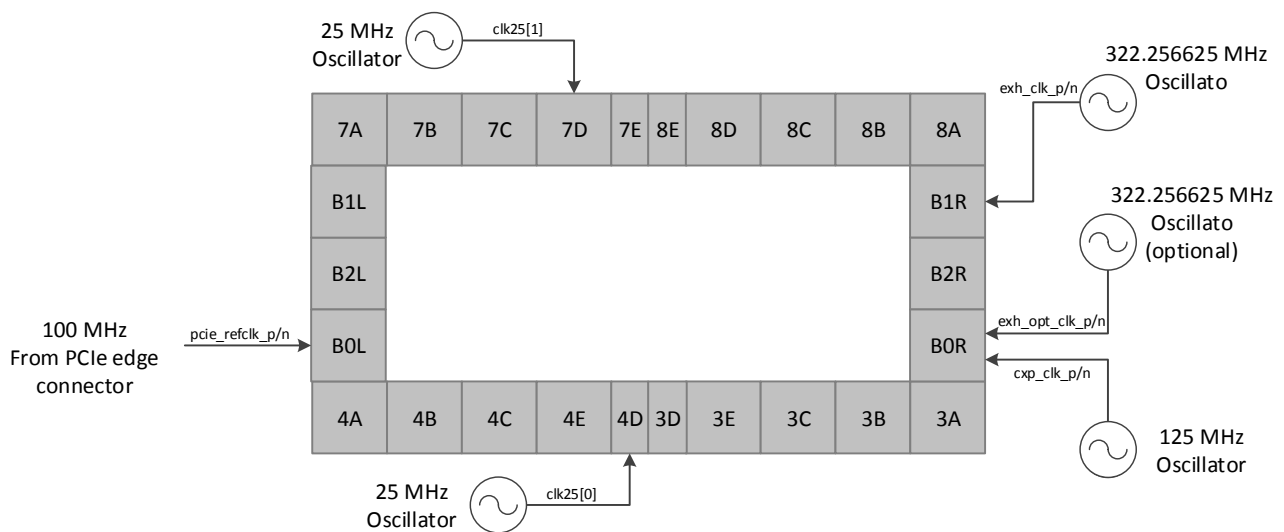 25 MHz
Oscillator
clk25[1]
322.256625 MHz
Oscillato
exh_clk_p/n
7A 7B 7C 7D 7E 8E 8D 8C 8B 8A
B1L B1R
322.256625 MHz
Oscillato
(optional)
B2L B2R
100 MHz
From PCIe edge
connector
pcie_refclk_p/n
B0L B0R
exh_opt_clk_p/n
cxp_clk_p/n
4A 4B 4C 4E 4D 3D 3E 3C 3B 3A
125 MHz
Oscillator
25 MHz
Oscillator
clk25[0]